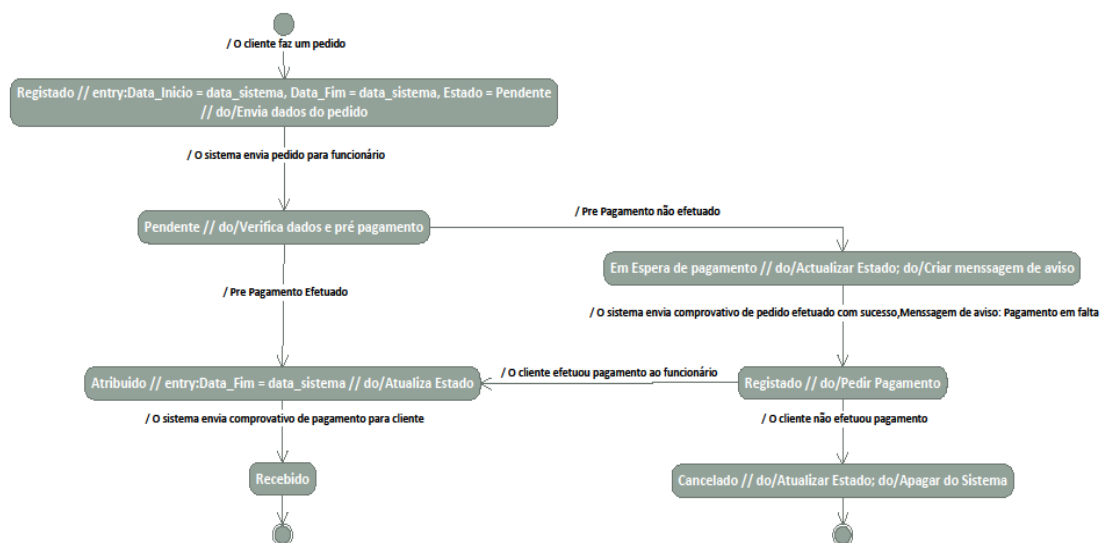 / O cliente faz um pedido
Registado // entry:Data_Inicio = data_sistema, Data_Fim = data_sistema, Estado = Pendente
// do/Envia dados do pedido
/ O sistema envia pedido para funcionário
/ Pre Pagamento não efetuado
Pendente // do/Verifica dados e pré pagamento
Em Espera de pagamento // do/Actualizar Estado; do/Criar menssagem de aviso
/ Pre Pagamento Efetuado
/ O sistema envia comprovativo de pedido efetuado com sucesso,Menssagem de aviso: Pagamento em falta
/ O cliente efetuou pagamento ao funcionário
Atribuido // entry:Data_Fim = data_sistema // do/Atualiza Estado
Registado // do/Pedir Pagamento
/ O sistema envia comprovativo de pagamento para cliente
/ O cliente não efetuou pagamento
Recebido
Cancelado // do/Atualizar Estado; do/Apagar do Sistema